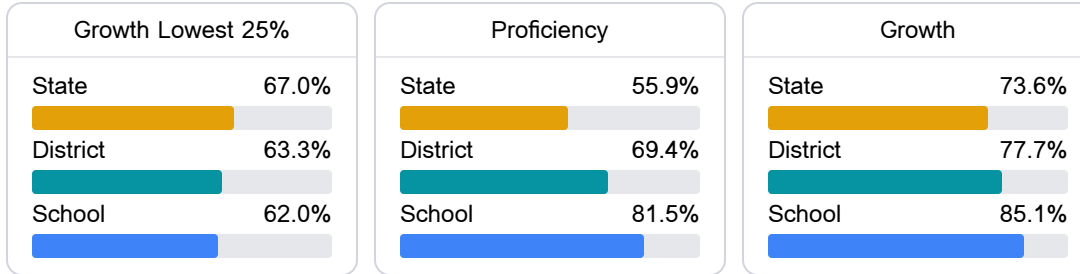 Growth Lowest 25%
State 67.0%
District 63.3%
School 62.0%
Proficiency
State 55.9%
District 69.4%
School 81.5%
Growth
State 73.6%
District 77.7%
School 85.1%